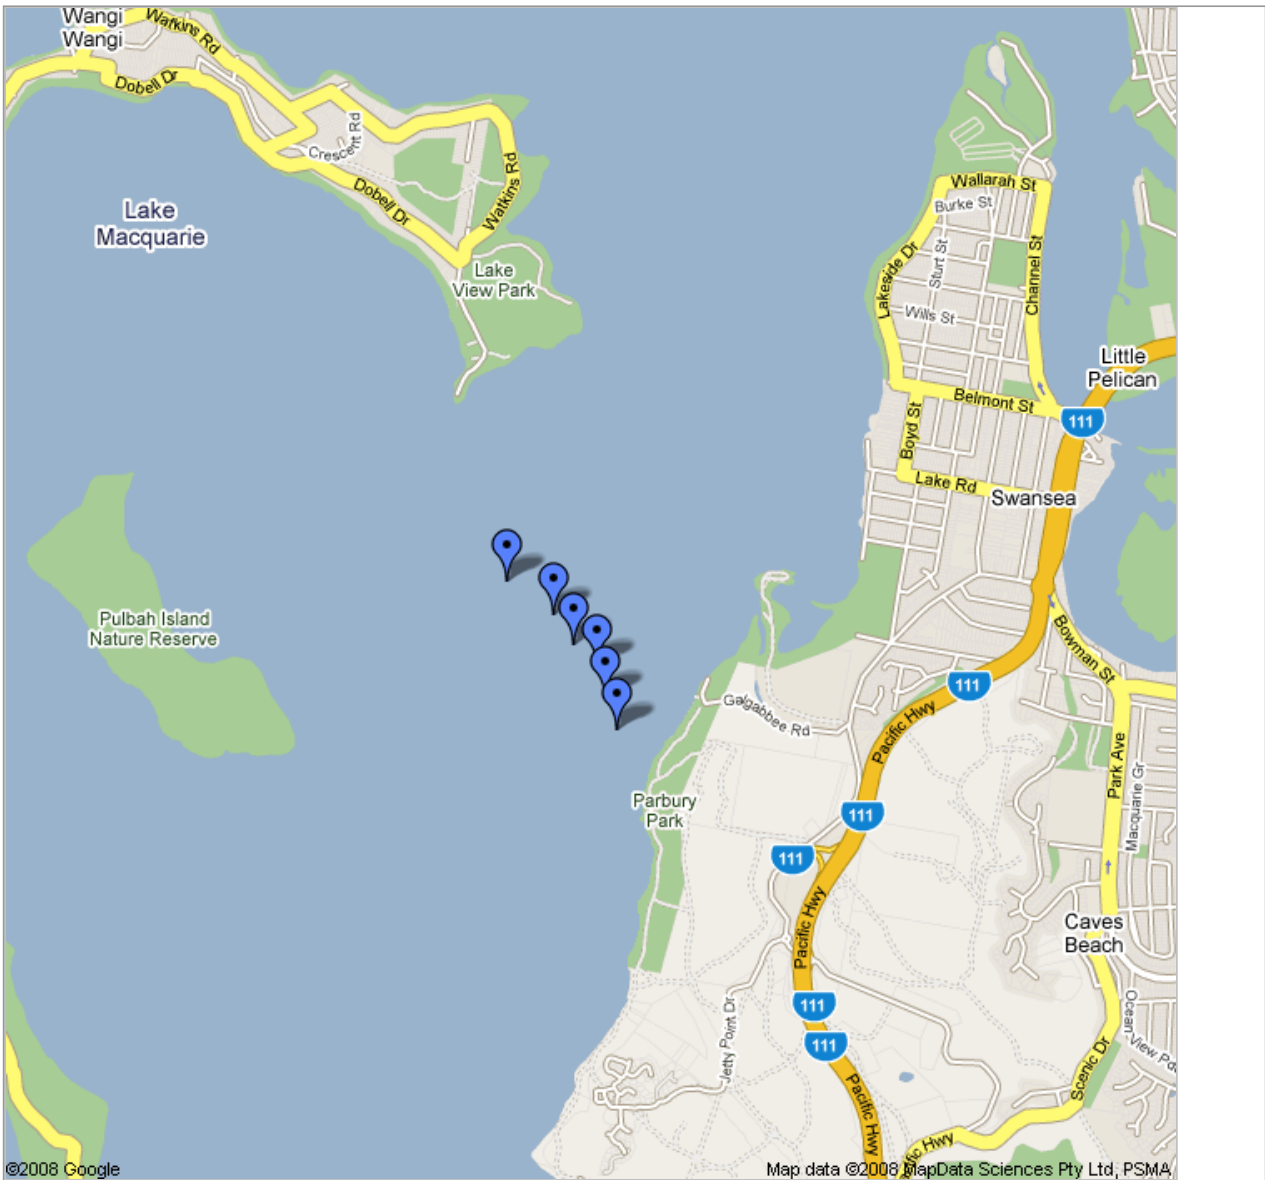 Wangi
Wangi
Watkins Rd
Dobell Dr
Crescent Rd
Dobell Dr
Watkins Rd
Lake
Macquarie
Lake
View Park
Wallarah St
Burke St
Sturt St
Lakeside Dr
Channel St
Wills St
Little
Pelican
Belmont St
111
Boyd St
Lake Rd
Swansea
Pulbah Island
Nature Reserve
Bowman St
111
Galgabbee Rd
Pacific Hwy
Park Ave
Macquarie Gr
Parbury
Park
111
111
Pacific Hwy
Caves
Beach
111
Jetty Point Dr
111
Ocean View Rd
Scenic Dr
Pacific Hwy
fic Hwy
©2008 Google
Map data ©2008 MapData Sciences Pty Ltd, PSMA